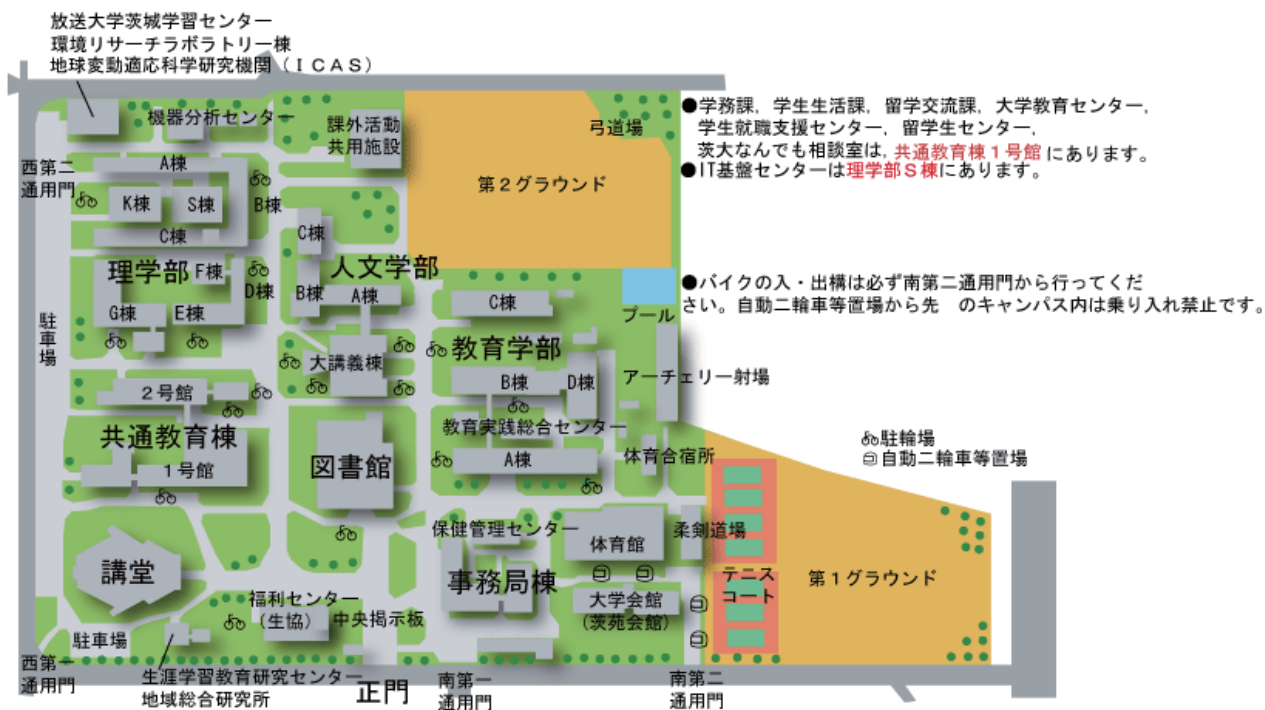 放送大学茨城学習センター
環境リサーチラボラトリー棟
地球変動適応科学研究機関（ＩＣＡＳ）
機器分析センター
課外活動
共用施設
弓道場
第２グラウンド
●学務課，学生生活課，留学交流課，大学教育センター，
学生就職支援センター，留学生センター，
茨大なんでも相談室は，共通教育棟１号館にあります。
●IT基盤センターは理学部Ｓ棟にあります。
西第二
通用門
A棟
K棟
S棟
B棟
C棟
理学部
F棟
D棟
G棟
E棟
駐車場
C棟
人文学部
B棟
A棟
大講義棟
C棟
教育学部
B棟
D棟
教育実践総合センター
A棟
プール
アーチェリー射場
体育合宿所
●バイクの入・出構は必ず南第二通用門から行ってくだ
さい。自動二輪車等置場から先　のキャンパス内は乗り入れ禁止です。
２号館
共通教育棟
１号館
図書館
駐輪場
自動二輪車等置場
講堂
保健管理センター
体育館
柔剣道場
事務局棟
大学会館
（茨苑会館）
テニス
コート
第１グラウンド
福利センター
（生協）
中央掲示板
駐車場
西第一
通用門
生涯学習教育研究センター
地域総合研究所
正門
南第一
通用門
南第二
通用門